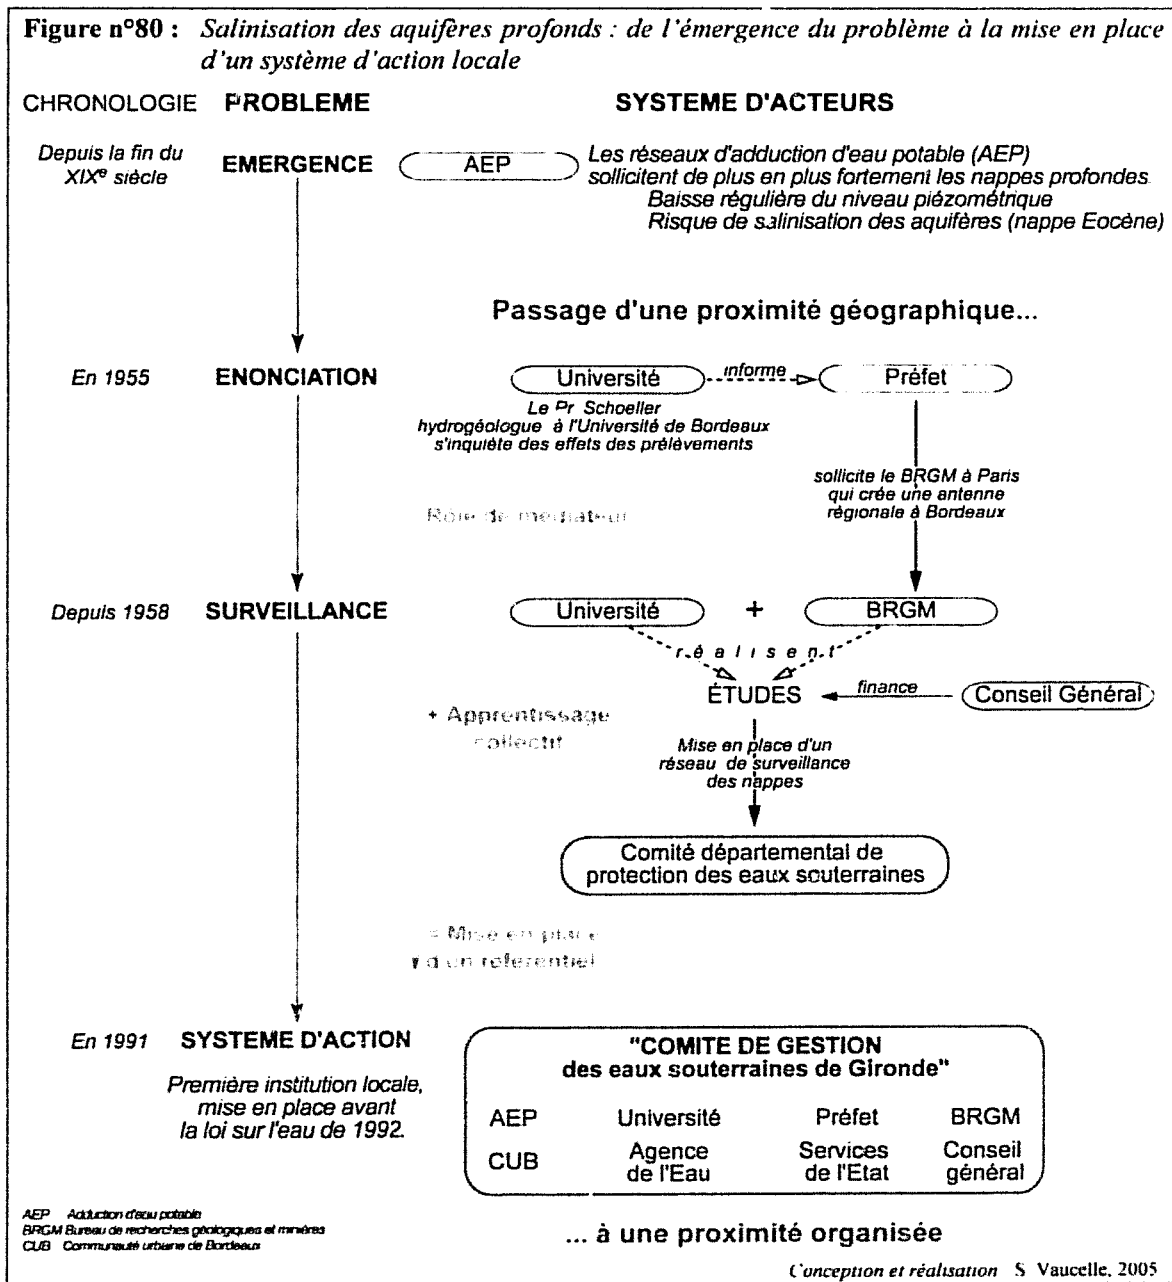 Figure n°80 : Salinisation des aquifères profonds : de l'émergence du problème à la mise en place
d'un système d'action locale
CHRONOLOGIE PROBLEME SYSTEME D'ACTEURS
Depuis la fin du
XIXe siècle
EMERGENCE
AEP
Les réseaux d'adduction d'eau potable (AEP)
sollicitent de plus en plus fortement les nappes profondes.
Baisse régulière du niveau piézométrique
Risque de salinisation des aquifères (nappe Eocène)
Passage d'une proximité géographique...
En 1955 ENONCIATION
Université informe Préfet
Le Pr Schoeller
hydrogéologue à l'Université de Bordeaux
s'inquiète des effets des prélèvements
sollicite le BRGM à Paris
qui crée une antenne
régionale à Bordeaux
Rôle de médiateur
Depuis 1958 SURVEILLANCE
Université + BRGM
réalisent
ÉTUDES finance Conseil Général
+ Apprentissage
collectif
Mise en place d'un
réseau de surveillance
des nappes
Comité départemental de
protection des eaux souterraines
= Mise en place
d'un referentiel
En 1991 SYSTEME D'ACTION
Première institution locale,
mise en place avant
la loi sur l'eau de 1992.
"COMITE DE GESTION
des eaux souterraines de Gironde"
AEP Université Préfet BRGM
CUB Agence de l'Eau Services de l'Etat Conseil général
AEP Adduction d'eau potable
BRGM Bureau de recherches géologiques et minières
CUB Communauté urbaine de Bordeaux
... à une proximité organisée
Conception et réalisation S Vaucelle, 2005